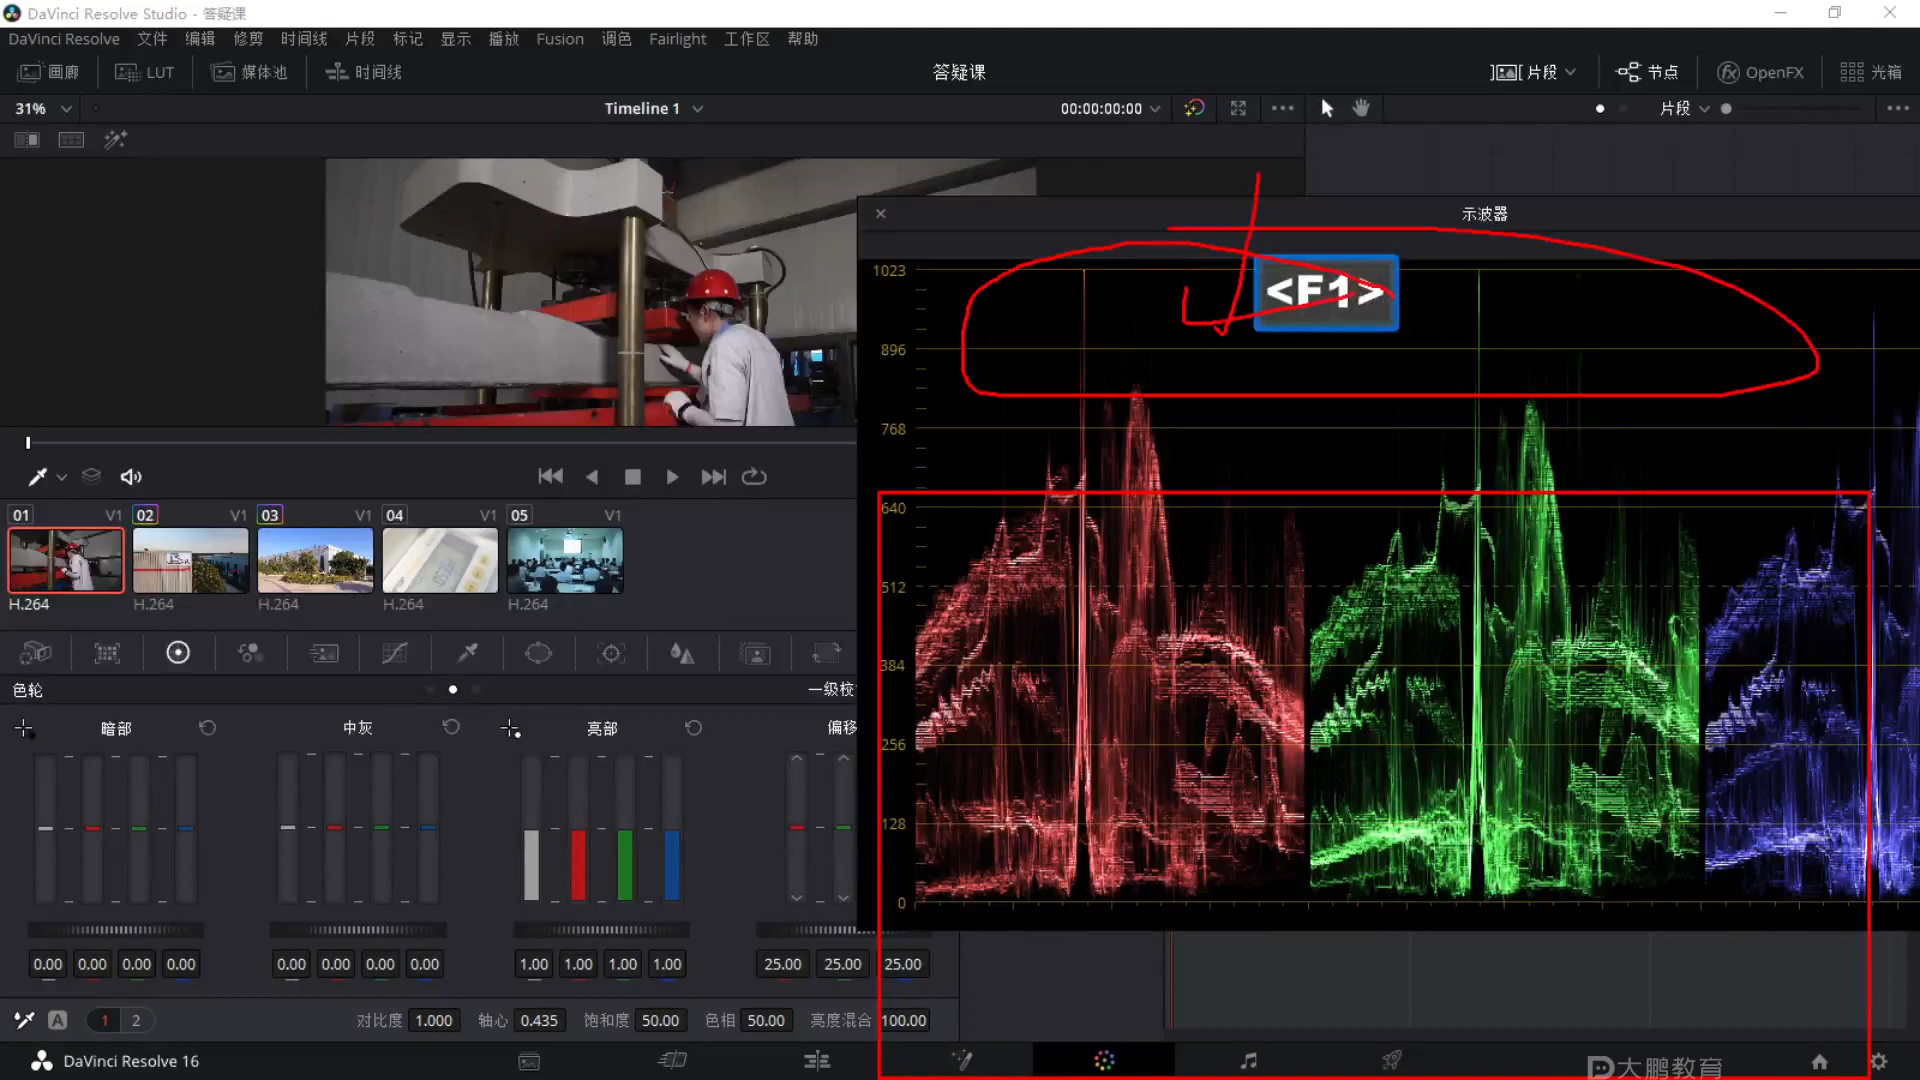 DaVinci Resolve Studio - 答疑课
DaVinci Resolve 文件 编辑 修剪 时间线 片段 标记 显示 播放 Fusion 调色 Fairlight 工作区 帮助
画廊 LUT 媒体池 时间线 答疑课 片段 节点 OpenFX 光箱
31% Timeline 1 00:00:00:00 片段
示波器
<F1>
1023
896
768
640
512
384
256
128
0
01 V1 02 V1 03 V1 04 V1 05 V1
H.264 H.264 H.264 H.264 H.264
色轮 一级校
暗部 中灰 亮部 偏移
0.00 0.00 0.00 0.00 0.00 0.00 0.00 0.00 1.00 1.00 1.00 1.00 25.00 25.00 25.00
A 1 2 对比度 1.000 轴心 0.435 饱和度 50.00 色相 50.00 亮度混合 100.00
DaVinci Resolve 16
大鹏教育